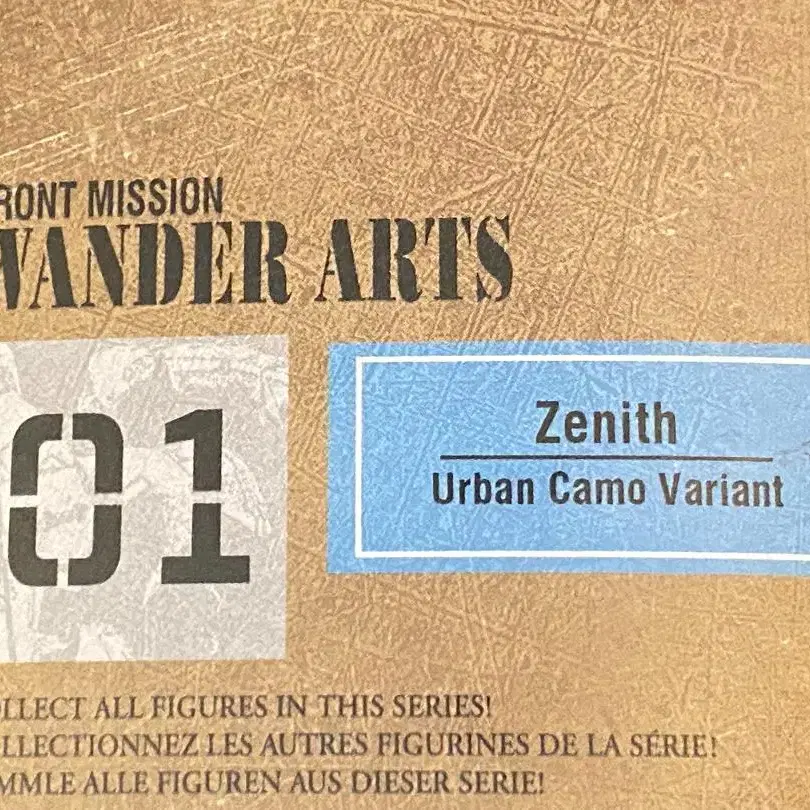 RONT MISSION
WANDER ARTS
01
Zenith
Urban Camo Variant
OLLECT ALL FIGURES IN THIS SERIES!
LLECTIONNEZ LES AUTRES FIGURINES DE LA SÉRIE!
MMLE ALLE FIGUREN AUS DIESER SERIE!